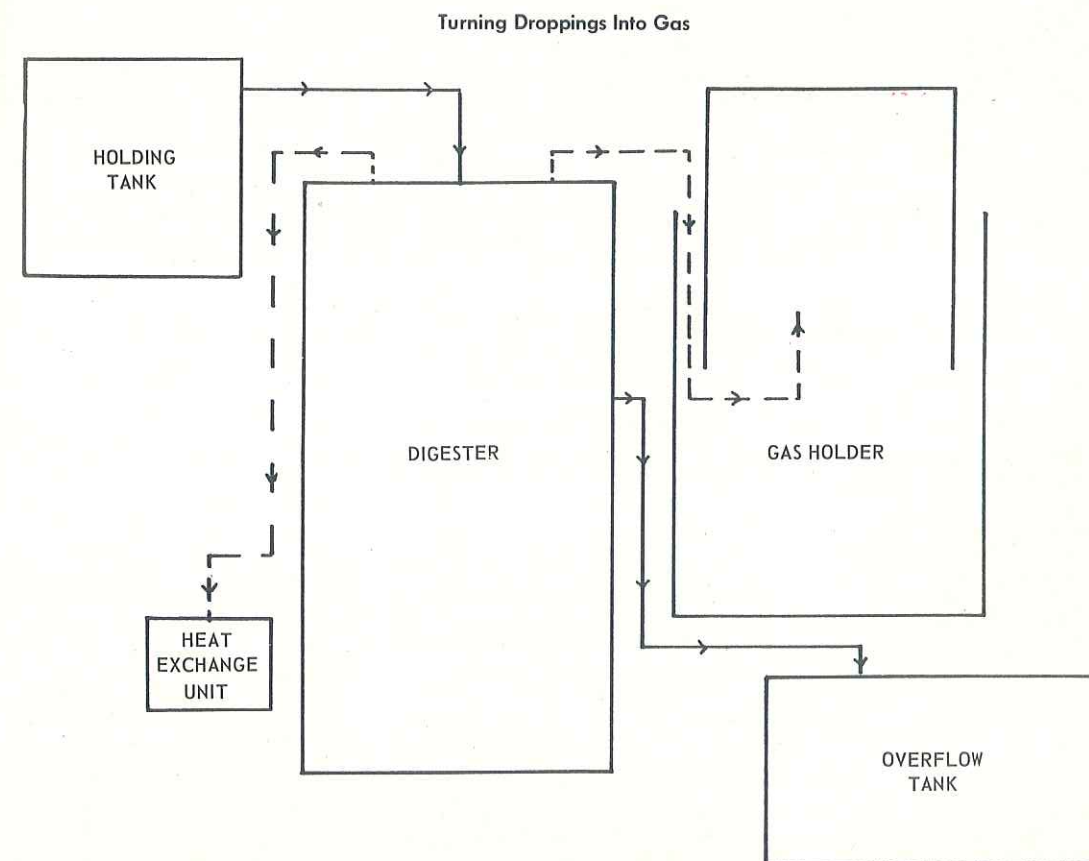 Turning Droppings Into Gas
HOLDING
TANK
DIGESTER
GAS HOLDER
HEAT
EXCHANGE
UNIT
OVERFLOW
TANK